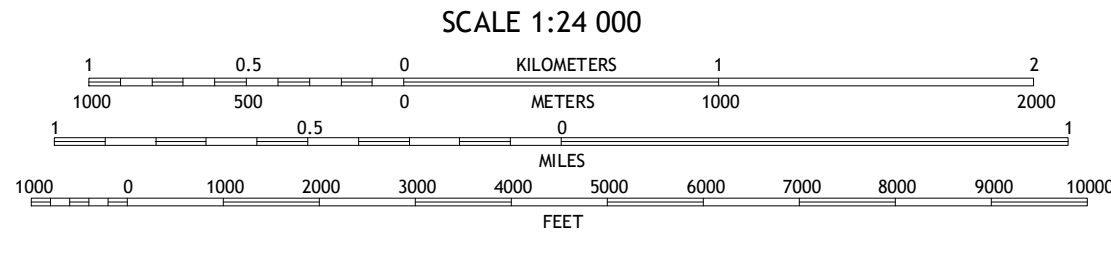 SCALE 1:24 000
1 0.5 0 KILOMETERS 1 2
1000 500 0 METERS 1000 2000
1 0.5 0 1
MILES
1000 0 1000 2000 3000 4000 5000 6000 7000 8000 9000 10000
FEET